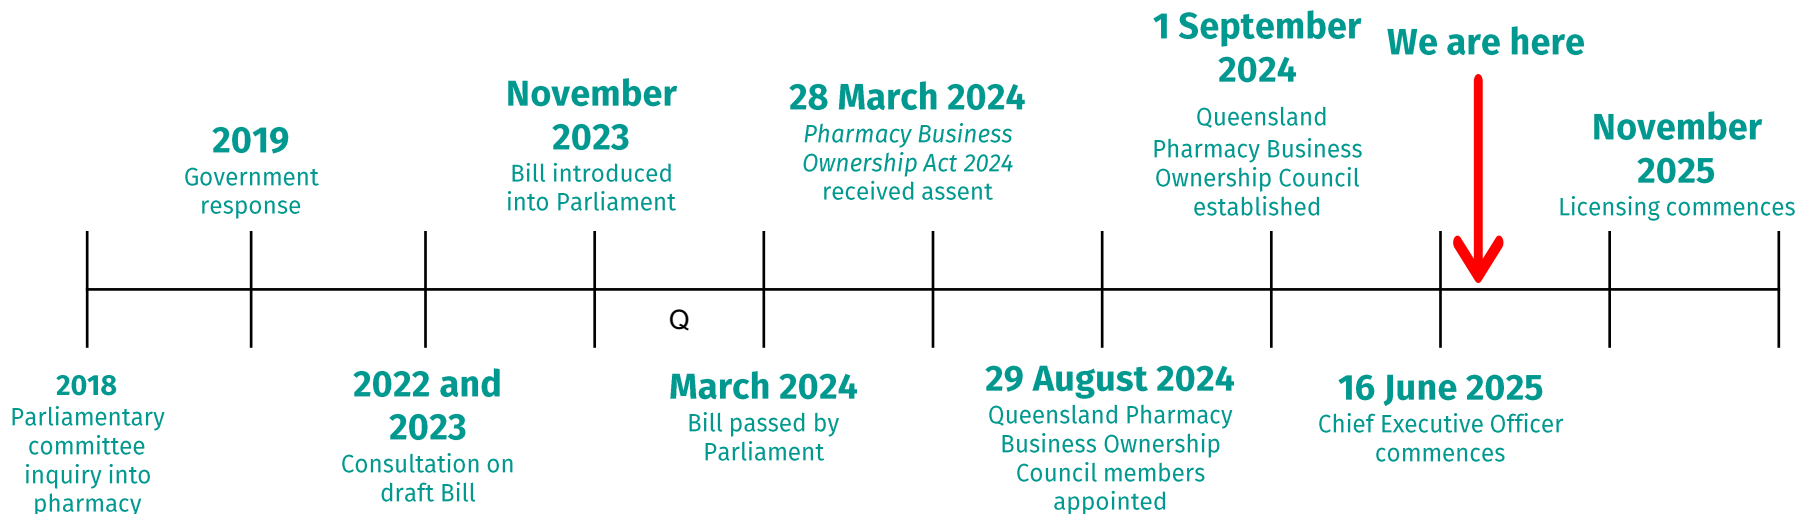 2018
Parliamentary
committee
inquiry into
pharmacy
2019
Government
response
2022 and
2023
Consultation on
draft Bill
November
2023
Bill introduced
into Parliament
Q
March 2024
Bill passed by
Parliament
28 March 2024
Pharmacy Business
Ownership Act 2024
received assent
29 August 2024
Queensland Pharmacy
Business Ownership
Council members
appointed
1 September
2024
Queensland
Pharmacy Business
Ownership Council
established
16 June 2025
Chief Executive Officer
commences
We are here
November
2025
Licensing commences